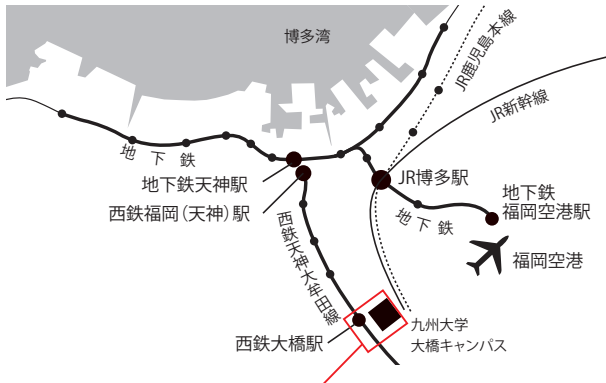 博多湾
JR鹿児島本線
JR新幹線
地下鉄
地下鉄天神駅
西鉄福岡(天神)駅
JR博多駅
地下鉄
地下鉄
福岡空港駅
福岡空港
西鉄天神大牟田線
西鉄大橋駅
九州大学
大橋キャンパス